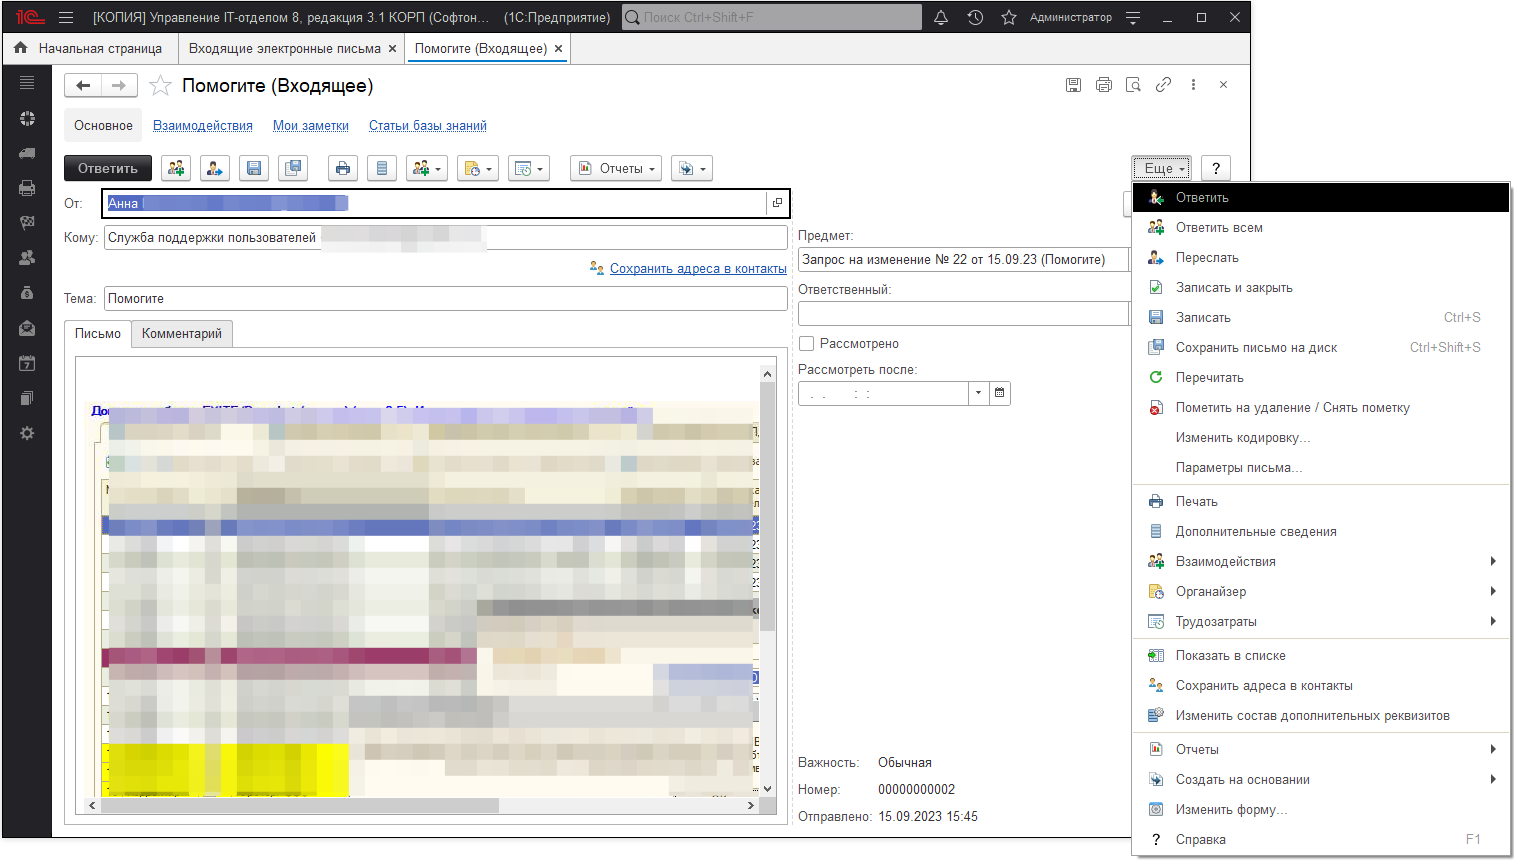 [КОПИЯ] Управление IT-отделом 8, редакция 3.1 КОРП (Софтон... (1С:Предприятие)
Поиск Ctrl+Shift+F
Администратор
Начальная страница
Входящие электронные письма
Помогите (Входящее)
Помогите (Входящее)
Основное
Взаимодействия
Мои заметки
Статьи базы знаний
Ответить
Отчеты
Еще
?
От:
Анна
Кому:
Служба поддержки пользователей
Сохранить адреса в контакты
Тема:
Помогите
Письмо
Комментарий
Предмет:
Запрос на изменение № 22 от 15.09.23 (Помогите)
Ответственный:
Рассмотрено
Рассмотреть после:
. . : :
Важность: Обычная
Номер: 00000000002
Отправлено: 15.09.2023 15:45
Ответить
Ответить всем
Переслать
Записать и закрыть
Записать Ctrl+S
Сохранить письмо на диск Ctrl+Shift+S
Перечитать
Пометить на удаление / Снять пометку
Изменить кодировку...
Параметры письма...
Печать
Дополнительные сведения
Взаимодействия
Органайзер
Трудозатраты
Показать в списке
Сохранить адреса в контакты
Изменить состав дополнительных реквизитов
Отчеты
Создать на основании
Изменить форму...
? Справка F1